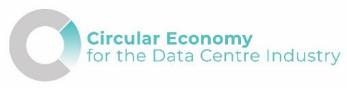 Circular Economy
for the Data Centre Industry